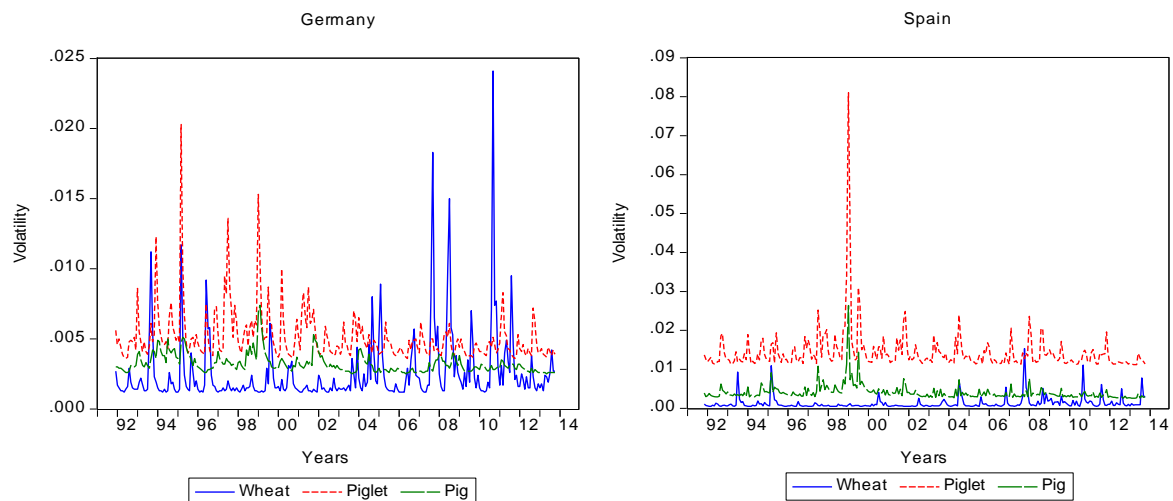 Germany
Volatility
.025
.020
.015
.010
.005
.000
92 94 96 98 00 02 04 06 08 10 12 14
Years
Wheat Piglet Pig
Spain
Volatility
.09
.08
.07
.06
.05
.04
.03
.02
.01
.00
92 94 96 98 00 02 04 06 08 10 12 14
Years
Wheat Piglet Pig